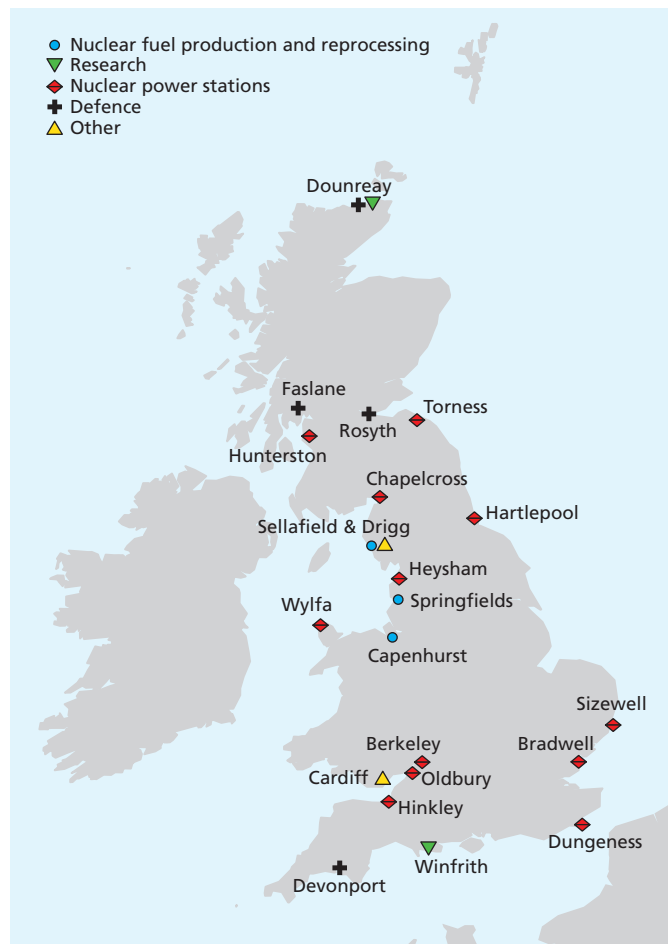 Nuclear fuel production and reprocessing
Research
Nuclear power stations
Defence
Other
Dounreay
Faslane
Torness
Rosyth
Hunterston
Chapelcross
Hartlepool
Sellafield & Drigg
Heysham
Springfields
Wylfa
Capenhurst
Sizewell
Berkeley
Bradwell
Cardiff
Oldbury
Hinkley
Dungeness
Winfrith
Devonport